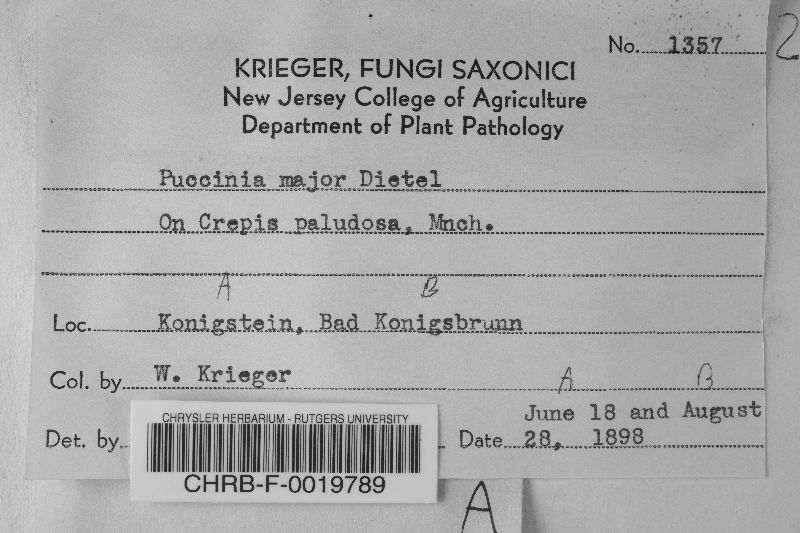 No. 1357
2
KRIEGER, FUNGI SAXONICI
New Jersey College of Agriculture
Department of Plant Pathology
Puccinia major Dietel
On Crepis paludosa, Mnch.
A B
Loc. Konigstein, Bad Konigsbrunn
Col. by W. Krieger
A B
June 18 and August
Det. by Date 28, 1898
CHRYSLER HERBARIUM - RUTGERS UNIVERSITY
CHRB-F-0019789
A